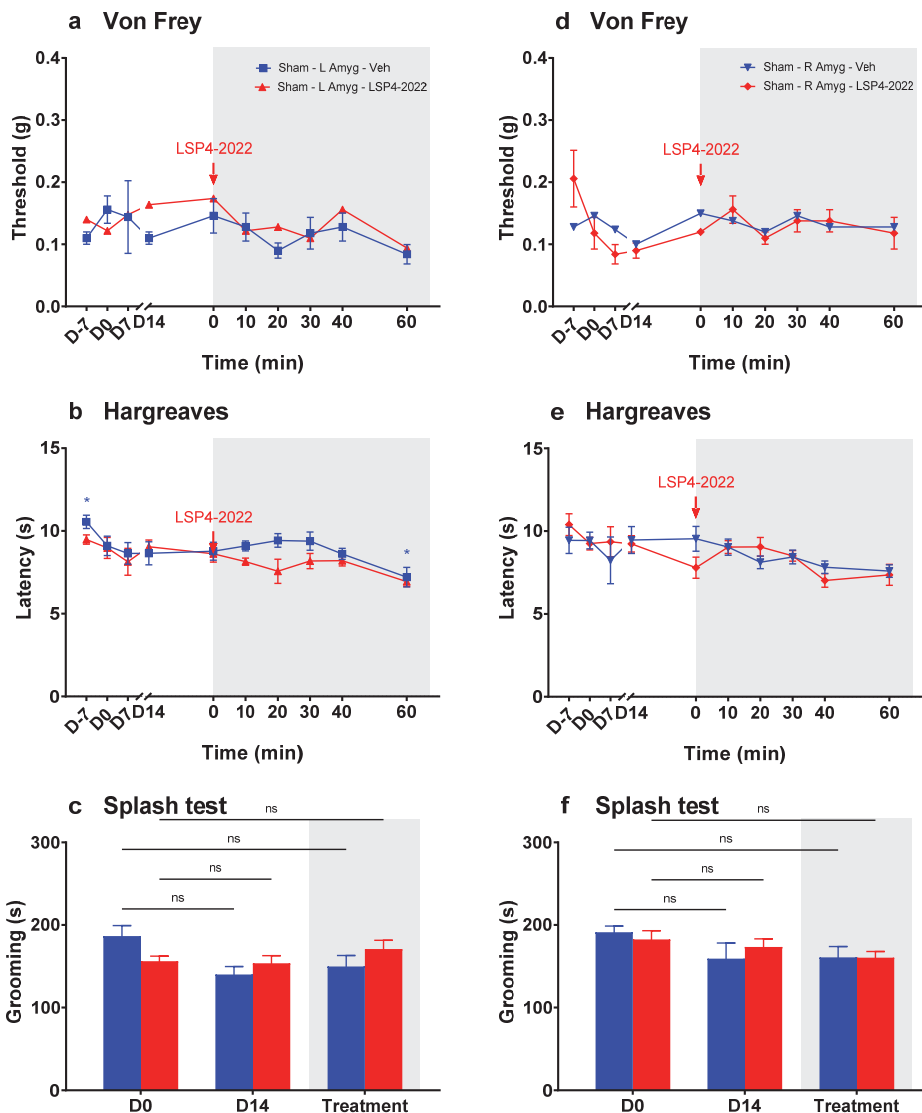 a Von Frey
0.4
0.3
0.2
0.1
0.0
Threshold (g)
Sham - L Amyg - Veh
Sham - L Amyg - LSP4-2022
LSP4-2022
D-7 D0 D7 D14 0 10 20 30 40 60
Time (min)
d Von Frey
0.4
0.3
0.2
0.1
0.0
Threshold (g)
Sham - R Amyg - Veh
Sham - R Amyg - LSP4-2022
LSP4-2022
D-7 D0 D7 D14 0 10 20 30 40 60
Time (min)
b Hargreaves
15
10
5
0
Latency (s)
*
LSP4-2022
*
D-7 D0 D7 D14 0 10 20 30 40 60
Time (min)
e Hargreaves
15
10
5
0
Latency (s)
LSP4-2022
D-7 D0 D7 D14 0 10 20 30 40 60
Time (min)
c Splash test
ns
ns
ns
ns
300
200
100
0
Grooming (s)
D0 D14 Treatment
f Splash test
ns
ns
ns
ns
300
200
100
0
Grooming (s)
D0 D14 Treatment